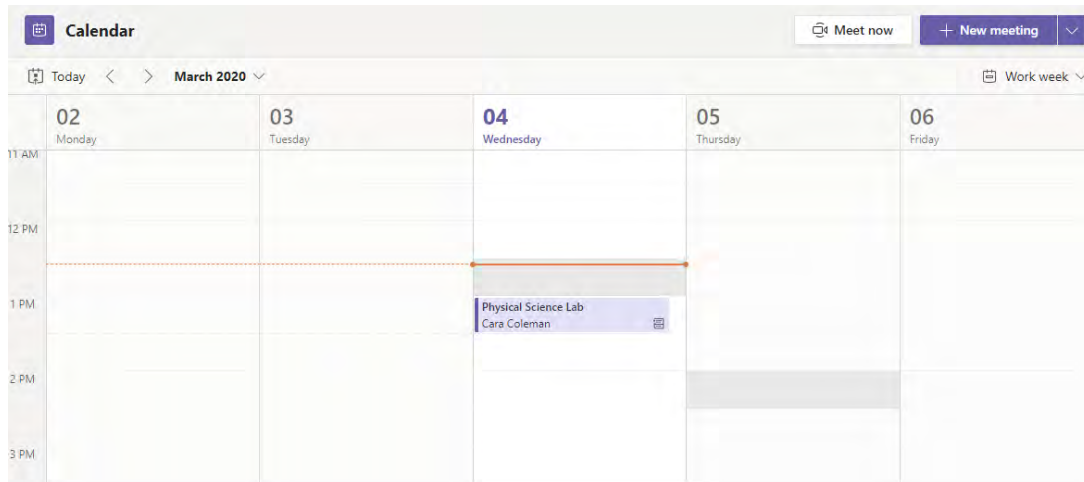 Calendar
Meet now
New meeting
Today
March 2020
Work week
02
03
04
05
06
Monday
Tuesday
Wednesday
Thursday
Friday
11 AM
12 PM
1 PM
Physical Science Lab
Cara Coleman
2 PM
3 PM